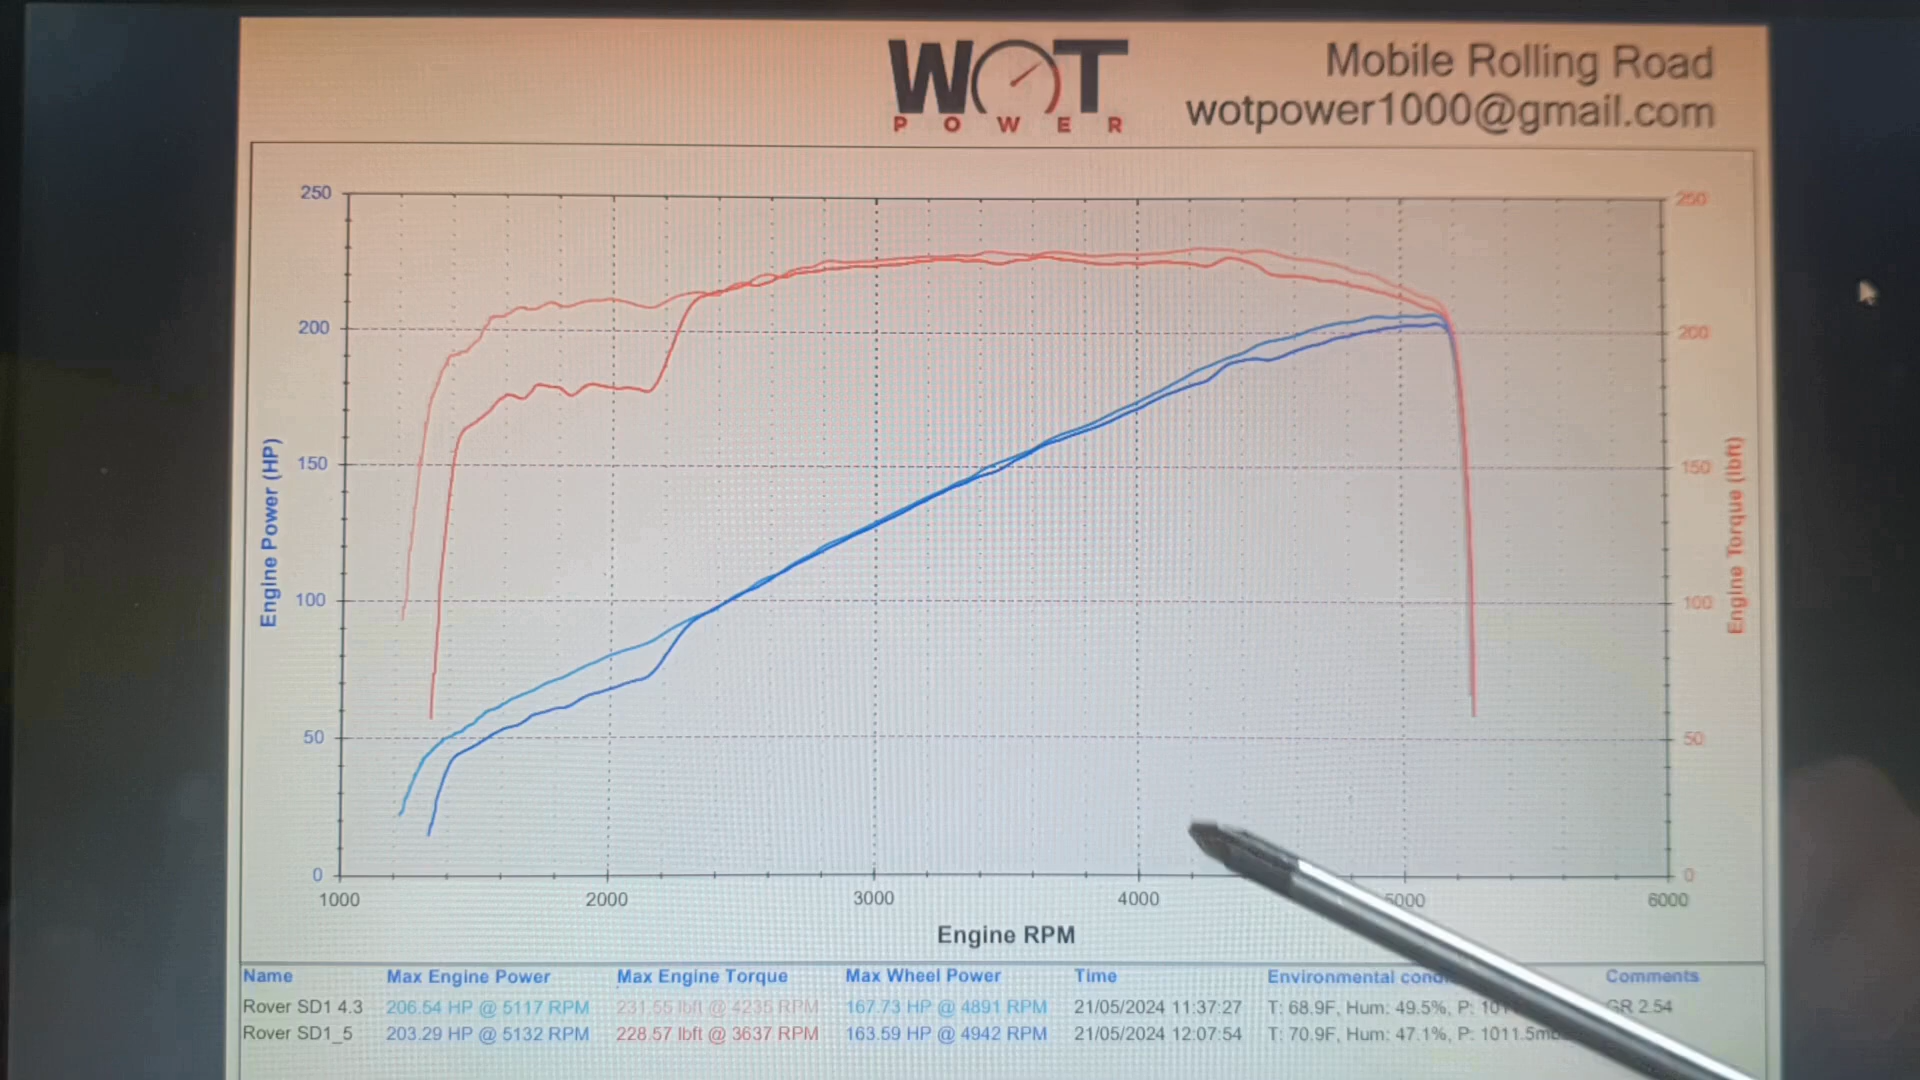 WOT
POWER
Mobile Rolling Road
wotpower1000@gmail.com
250
200
150
100
50
0
Engine Power (HP)
250
200
150
100
50
0
Engine Torque (lbft)
1000 2000 3000 4000 5000 6000
Engine RPM
Name Max Engine Power Max Engine Torque Max Wheel Power Time Environmental Comments
Rover SD1 4.3 206.54 HP @ 5117 RPM 231.55 lbft @ 4235 RPM 167.73 HP @ 4891 RPM 21/05/2024 11:37:27 T: 68.9F, Hum: 49.5%, P: GR 2.54
Rover SD1_5 203.29 HP @ 5132 RPM 228.57 lbft @ 3637 RPM 163.59 HP @ 4942 RPM 21/05/2024 12:07:54 T: 70.9F, Hum: 47.1%, P: 1011.5mb